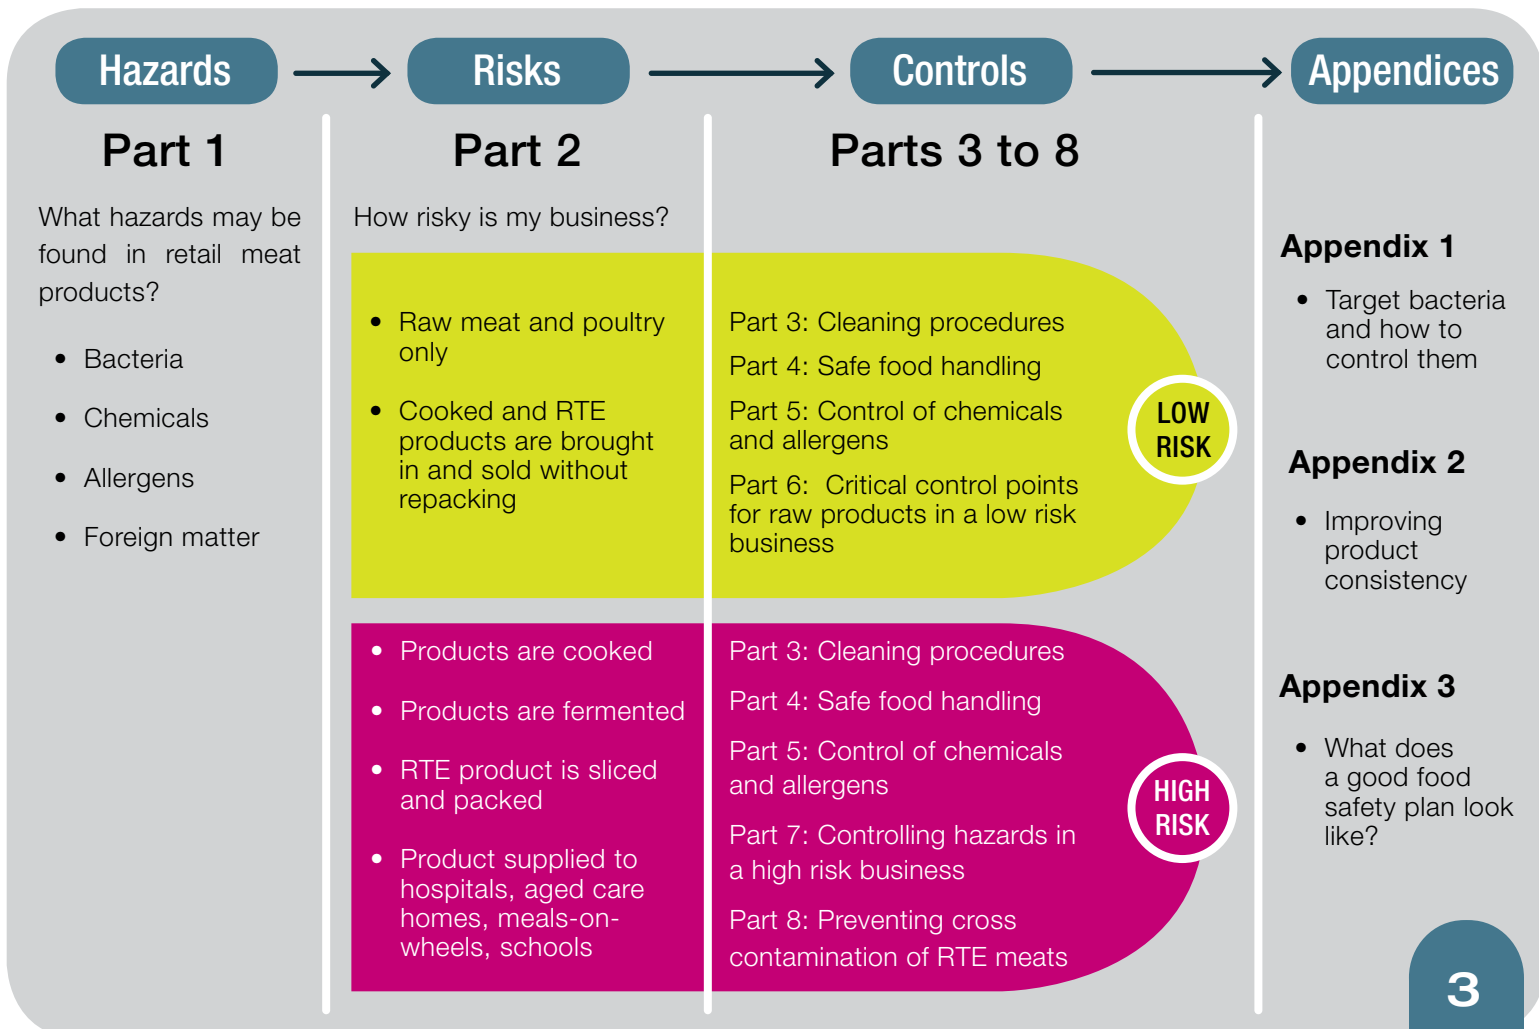 Hazards
Risks
Controls
Appendices
Part 1
What hazards may be
found in retail meat
products?
• Bacteria
• Chemicals
• Allergens
• Foreign matter
Part 2
How risky is my business?
• Raw meat and poultry
only
• Cooked and RTE
products are brought
in and sold without
repacking
• Products are cooked
• Products are fermented
• RTE product is sliced
and packed
• Product supplied to
hospitals, aged care
homes, meals-on-
wheels, schools
Parts 3 to 8
Part 3: Cleaning procedures
Part 4: Safe food handling
Part 5: Control of chemicals
and allergens
Part 6:  Critical control points
for raw products in a low risk
business
LOW
RISK
Part 3: Cleaning procedures
Part 4: Safe food handling
Part 5: Control of chemicals
and allergens
Part 7: Controlling hazards in
a high risk business
Part 8: Preventing cross
contamination of RTE meats
HIGH
RISK
Appendix 1
• Target bacteria
and how to
control them
Appendix 2
• Improving
product
consistency
Appendix 3
• What does
a good food
safety plan look
like?
3